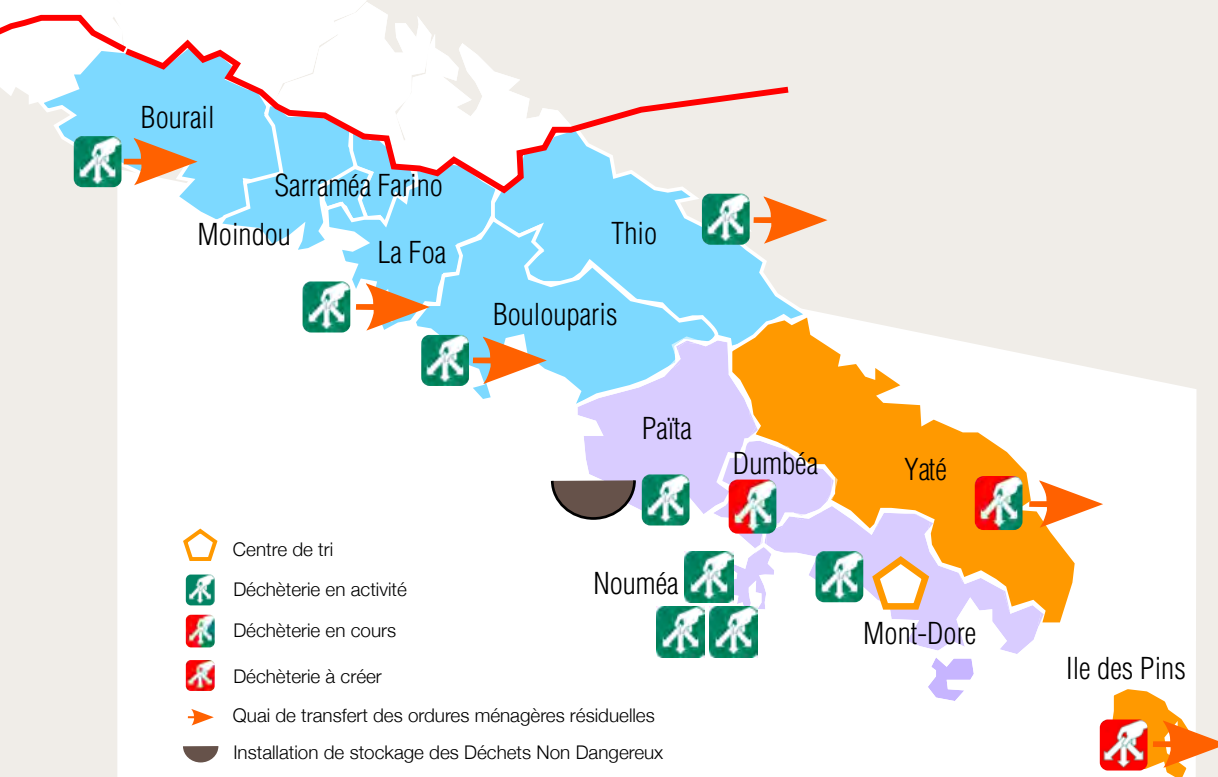 Bourail
Sarraméa Farino
Moindou
La Foa
Thio
Boulouparis
Païta
Dumbéa
Yaté
Nouméa
Mont-Dore
Ile des Pins
Centre de tri
Déchèterie en activité
Déchèterie en cours
Déchèterie à créer
Quai de transfert des ordures ménagères résiduelles
Installation de stockage des Déchets Non Dangereux